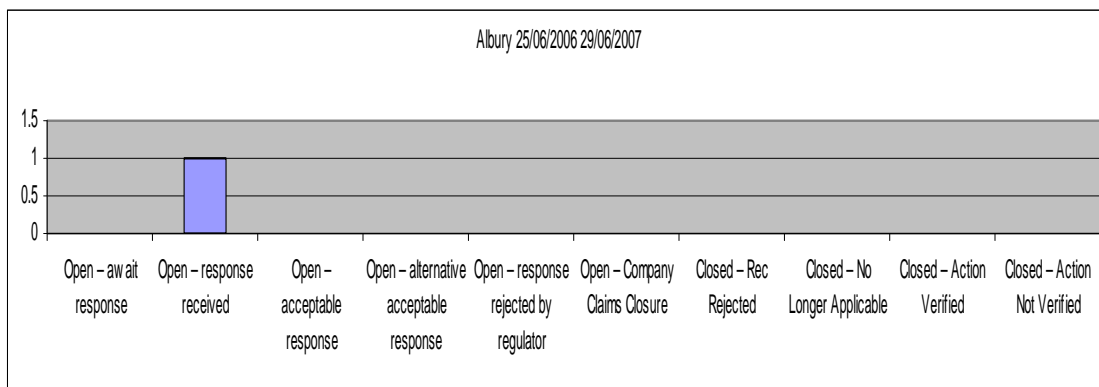 Albury 25/06/2006 29/06/2007
1.5
1
0.5
0
Open – await
response
Open – response
received
Open –
acceptable
response
Open – alternative
acceptable
response
Open – response
rejected by
regulator
Open – Company
Claims Closure
Closed – Rec
Rejected
Closed – No
Longer Applicable
Closed – Action
Verified
Closed – Action
Not Verified